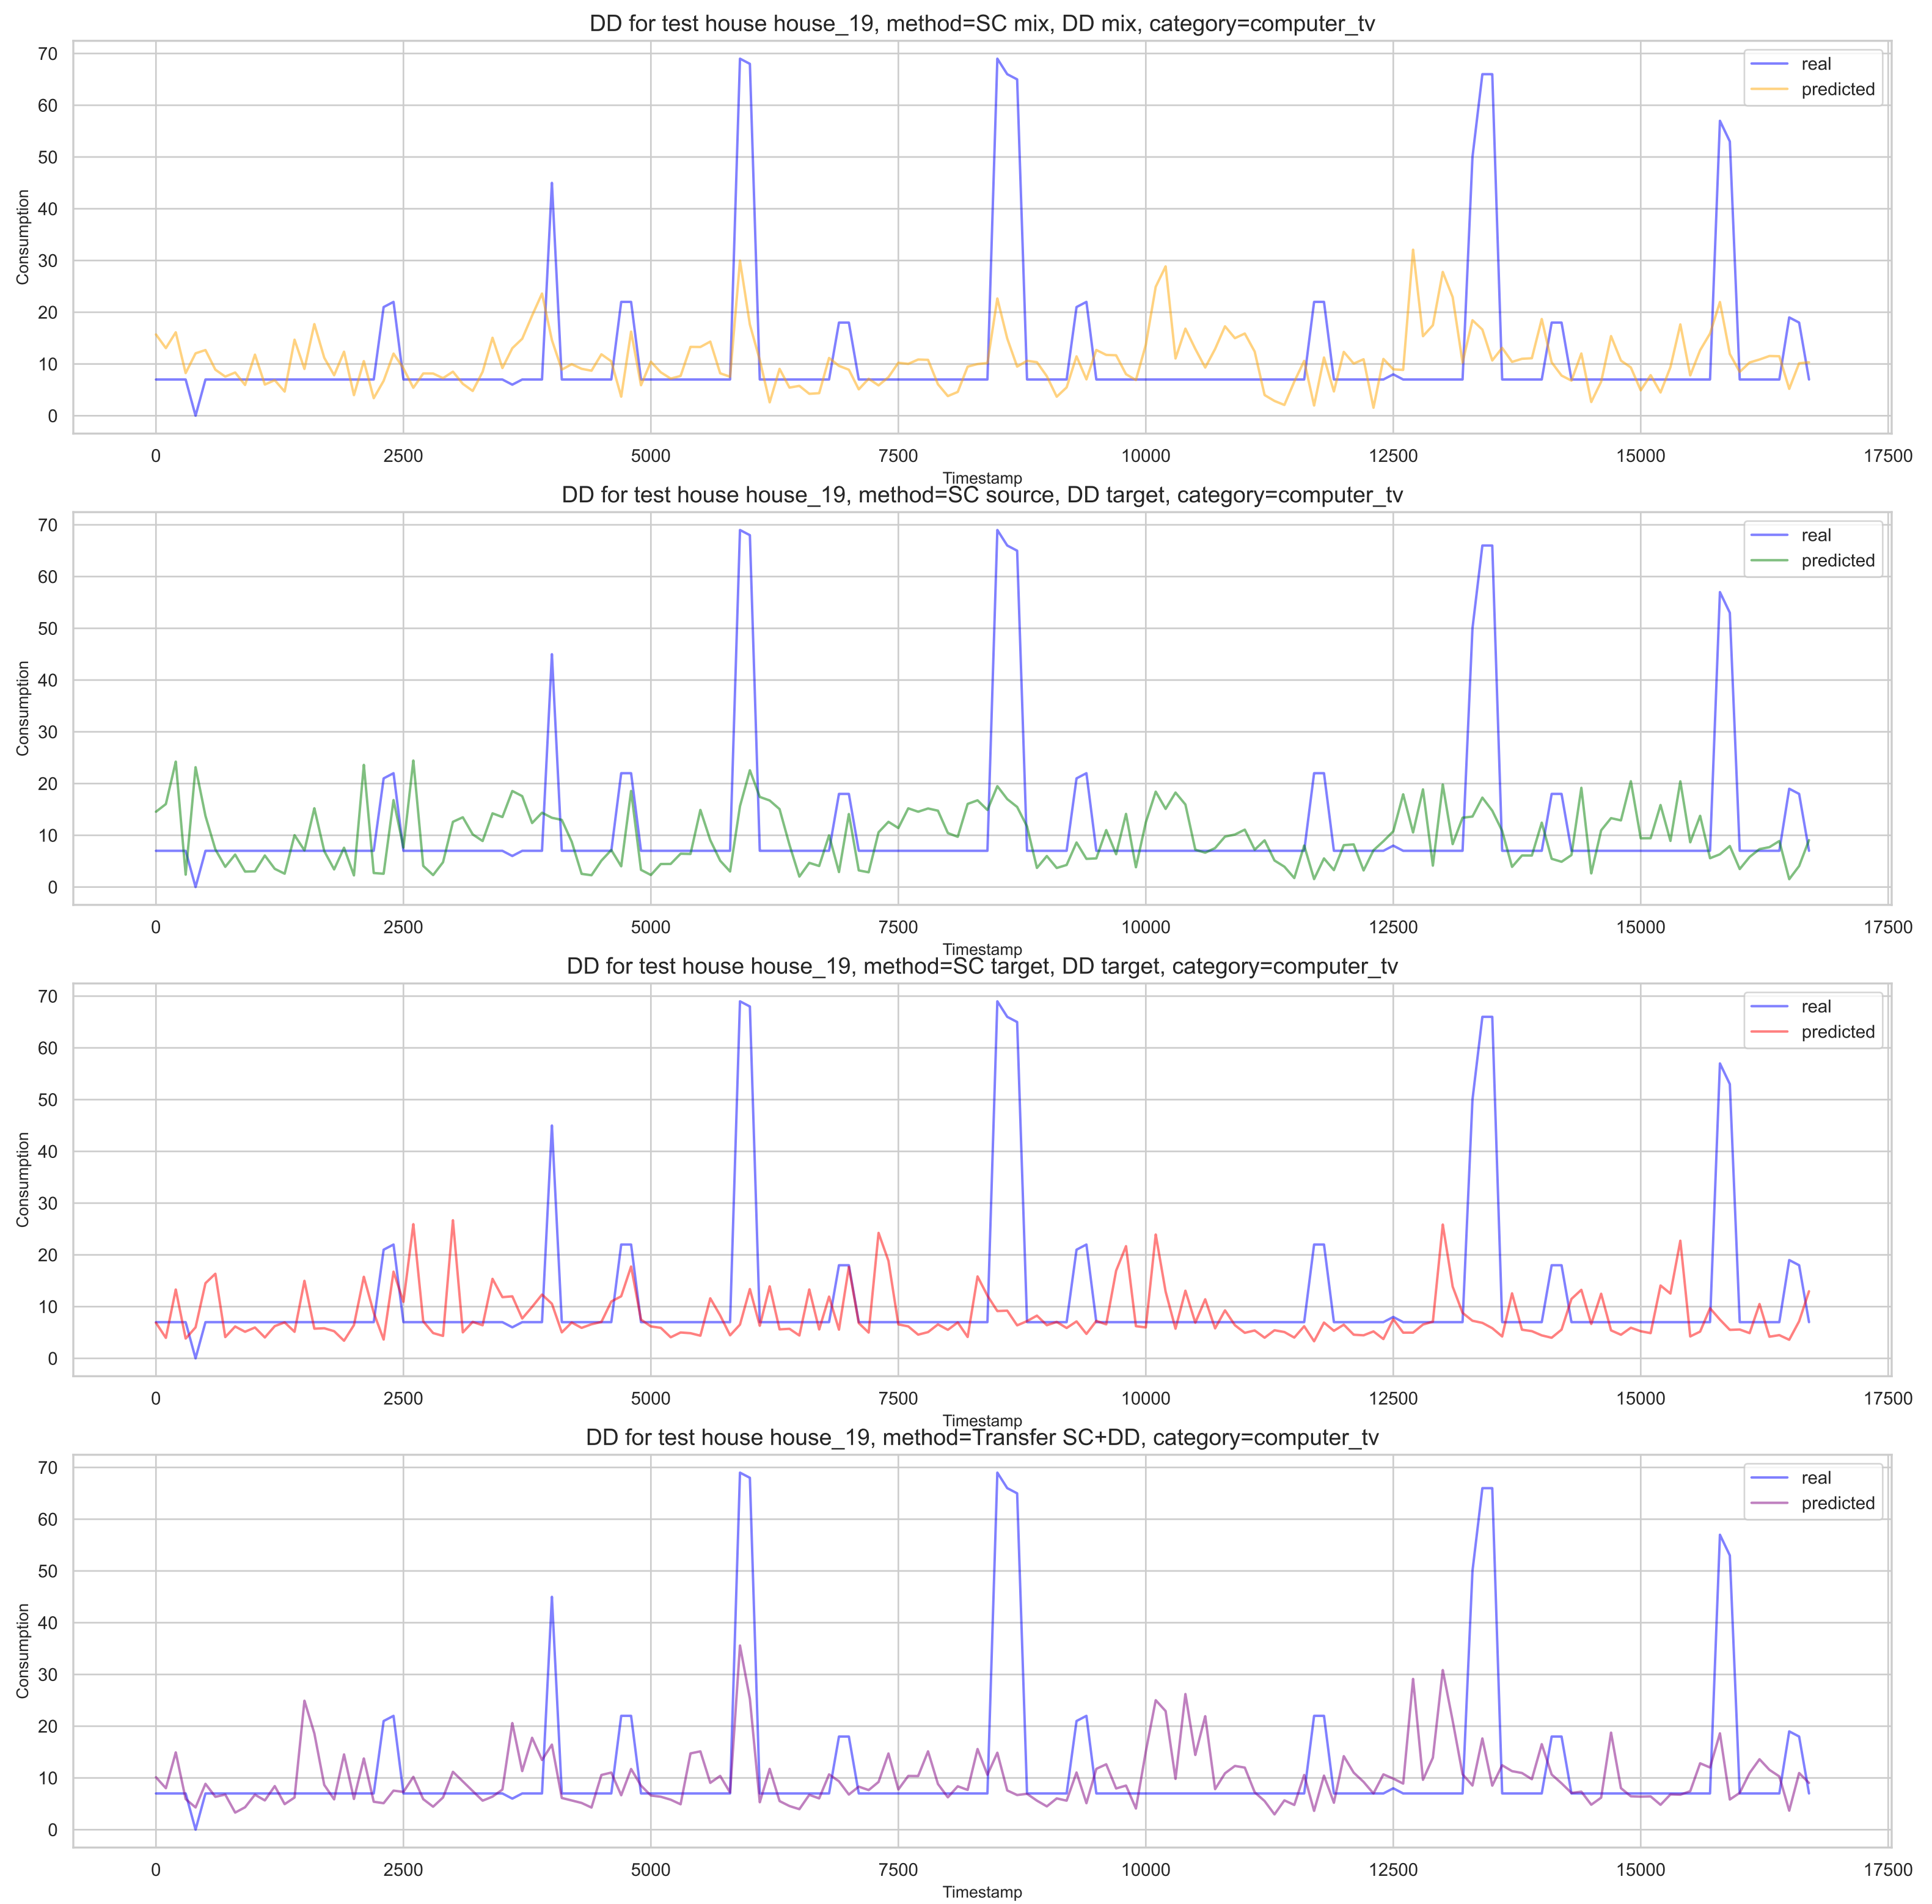 DD for test house house_19, method=SC mix, DD mix, category=computer_tv
70
60
50
40
30
20
10
0
Consumption
real
predicted
0 2500 5000 7500 10000 12500 15000 17500
Timestamp
DD for test house house_19, method=SC source, DD target, category=computer_tv
70
60
50
40
30
20
10
0
Consumption
real
predicted
0 2500 5000 7500 10000 12500 15000 17500
Timestamp
DD for test house house_19, method=SC target, DD target, category=computer_tv
70
60
50
40
30
20
10
0
Consumption
real
predicted
0 2500 5000 7500 10000 12500 15000 17500
Timestamp
DD for test house house_19, method=Transfer SC+DD, category=computer_tv
70
60
50
40
30
20
10
0
Consumption
real
predicted
0 2500 5000 7500 10000 12500 15000 17500
Timestamp